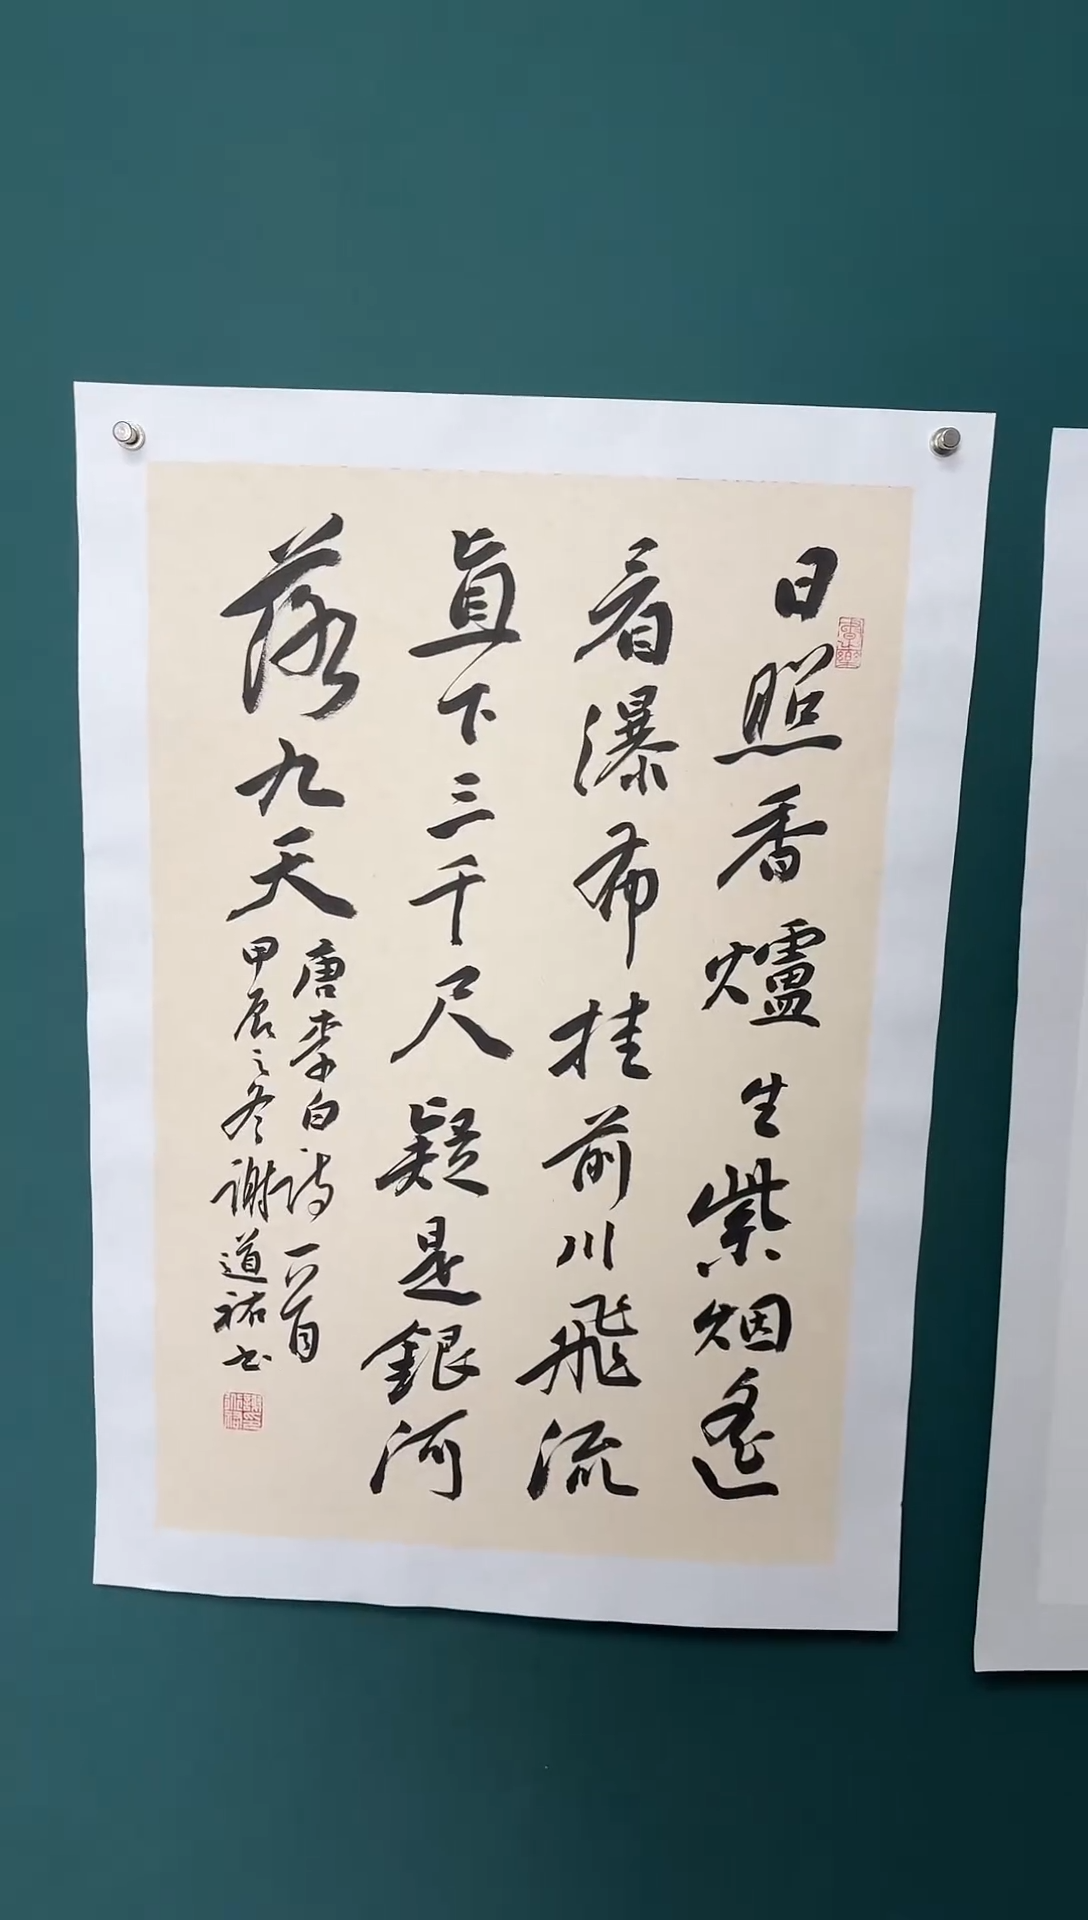 日照香爐生紫烟遙
看瀑布挂前川飛流
直下三千尺疑是銀河
落九天
唐李白詩一首
甲辰之冬謝道祐书